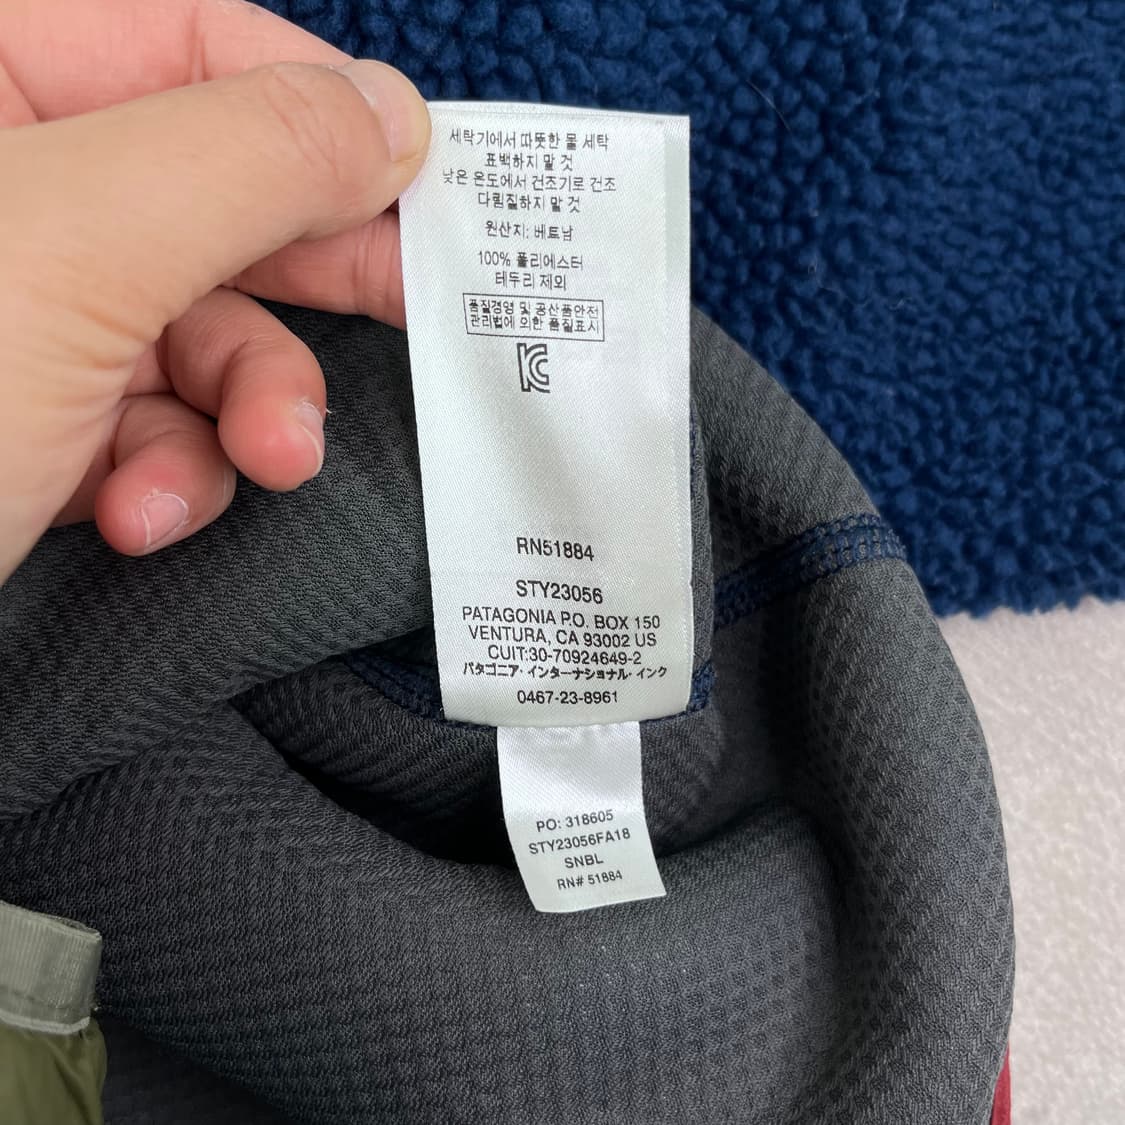 세탁기에서 따뜻한 물 세탁
표백하지 말 것
낮은 온도에서 건조기로 건조
다림질하지 말 것
원산지: 베트남
100% 폴리에스터
테두리 제외
품질경영 및 공산품안전
관리법에 의한 품질표시
RN51884
STY23056
PATAGONIA P.O. BOX 150
VENTURA, CA 93002 US
CUIT:30-70924649-2
パタゴニア・インターナショナル・インク
0467-23-8961
PO: 318605
STY23056FA18
SNBL
RN# 51884